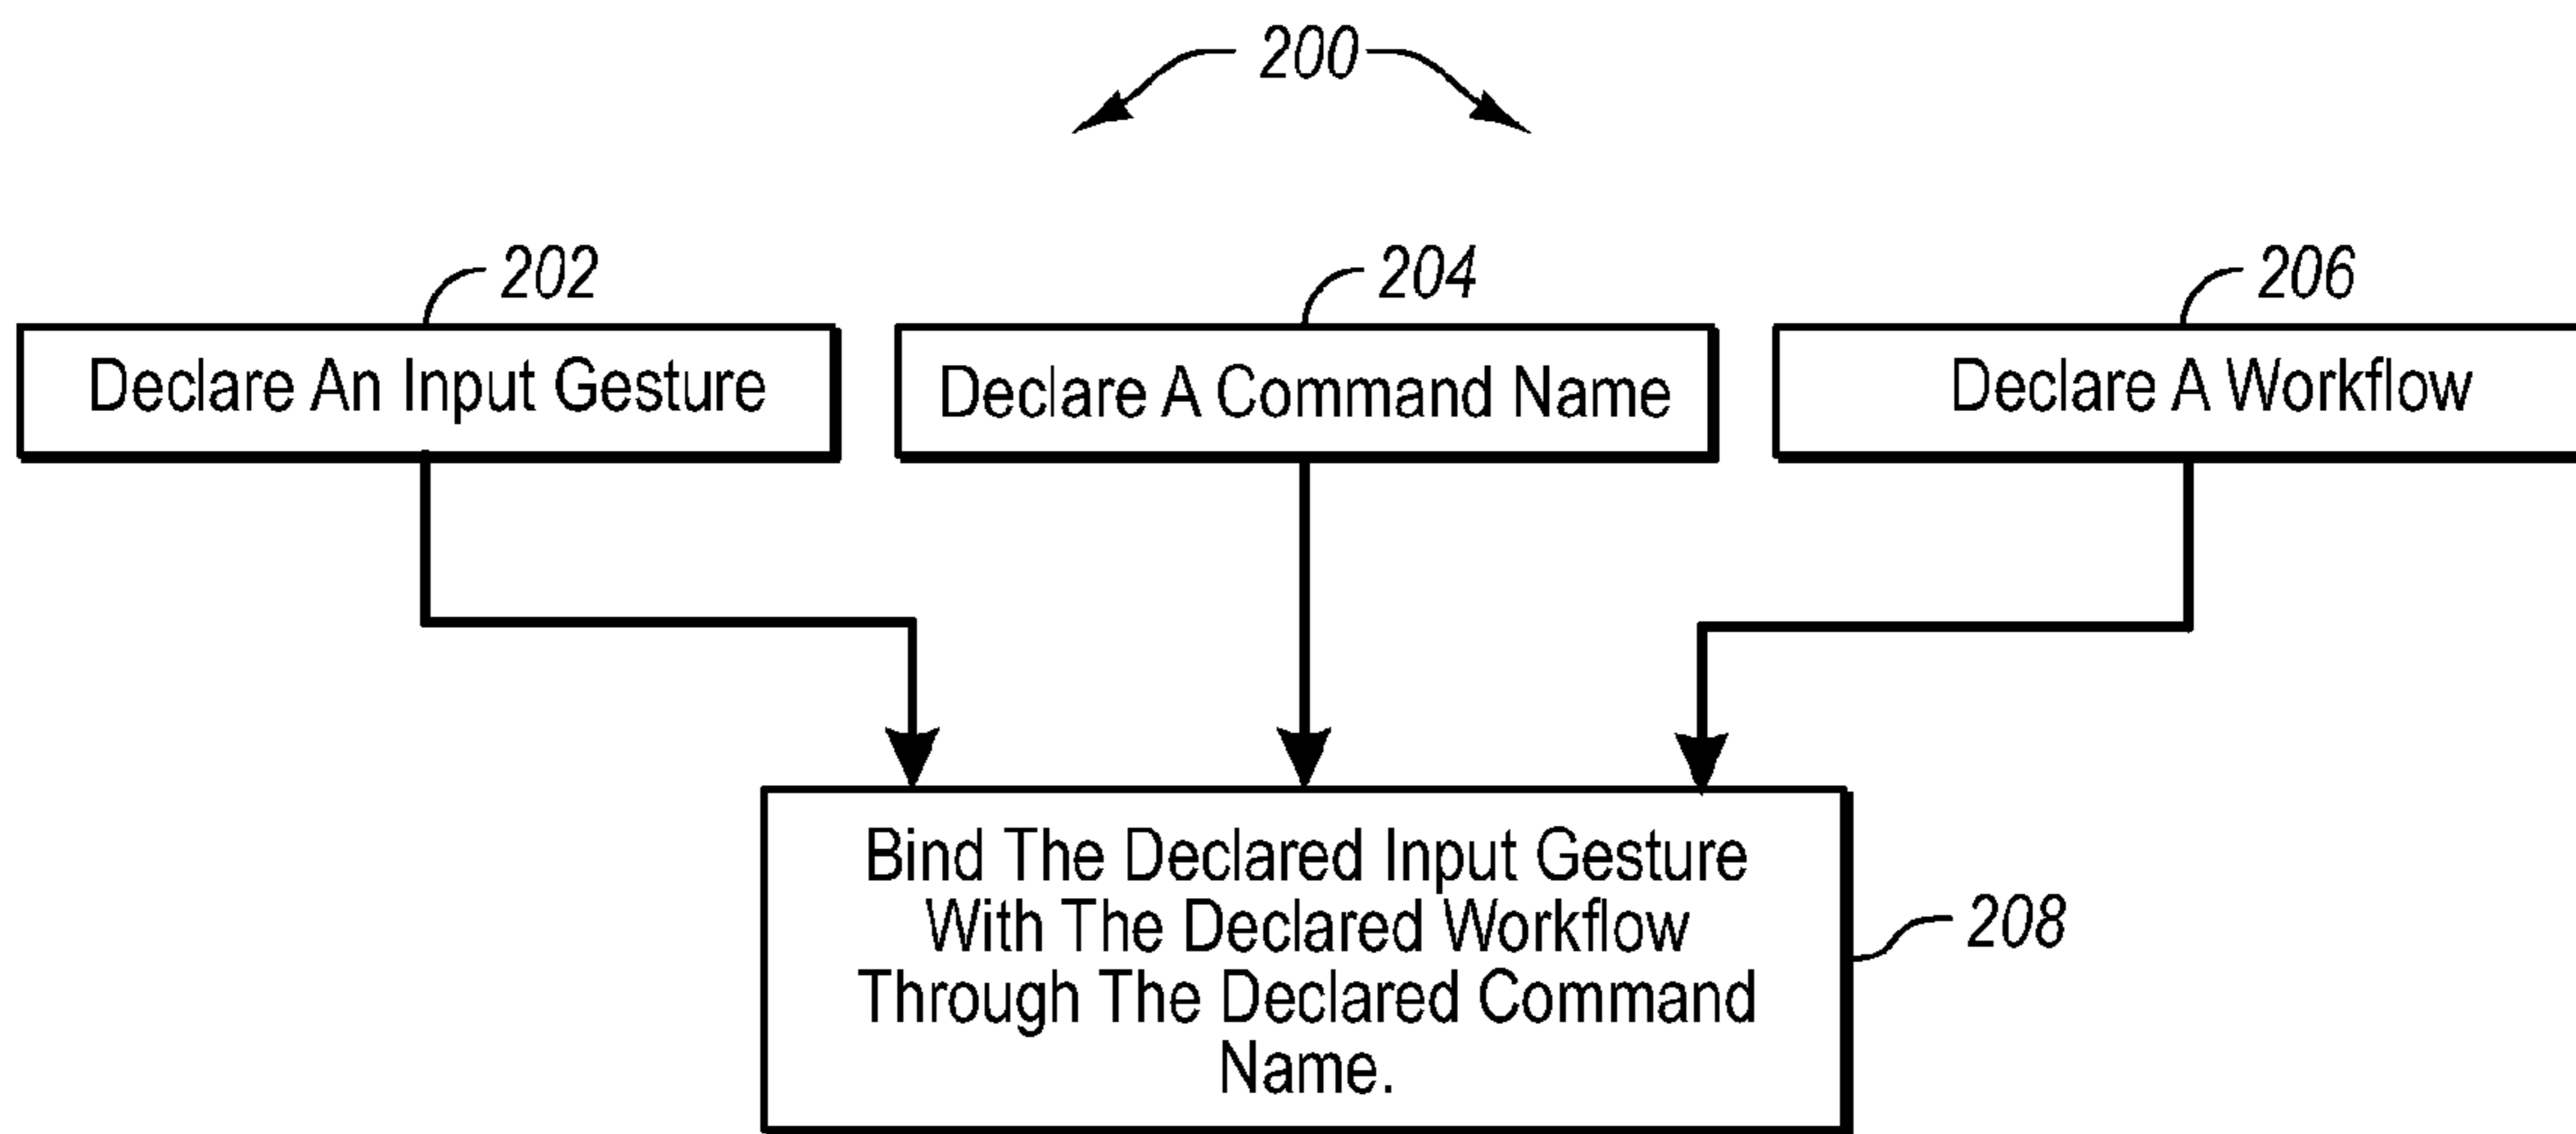 200
202
204
206
Declare An Input Gesture
Declare A Command Name
Declare A Workflow
Bind The Declared Input Gesture
With The Declared Workflow
Through The Declared Command
Name.
208